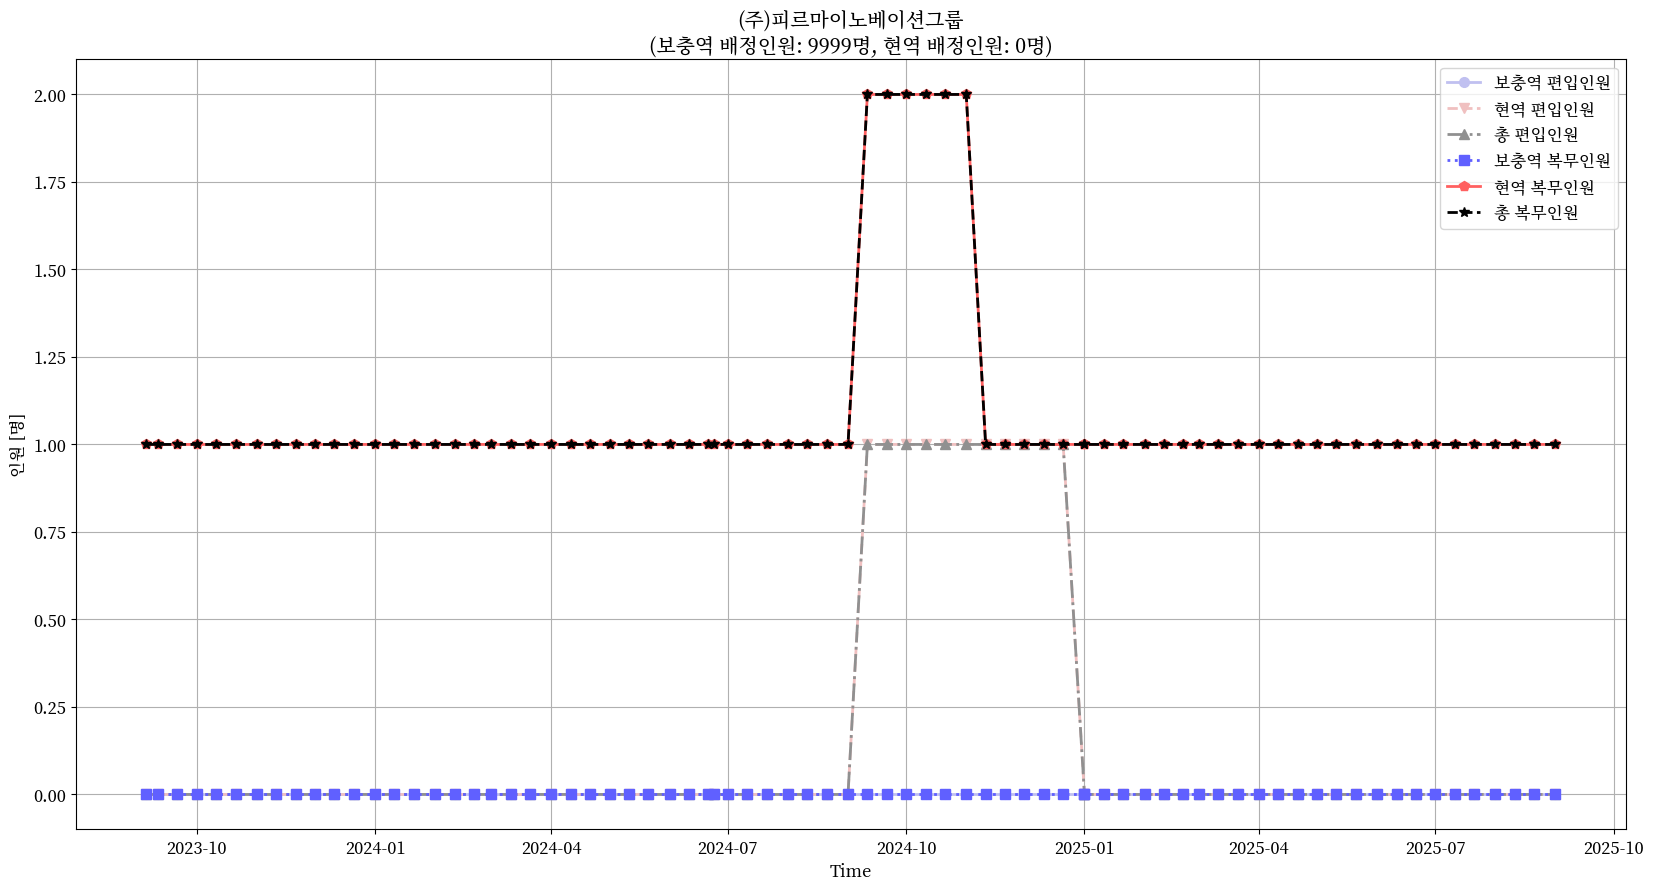 (주)피르마이노베이션그룹
(보충역 배정인원: 9999명, 현역 배정인원: 0명)
보충역 편입인원
현역 편입인원
총 편입인원
보충역 복무인원
현역 복무인원
총 복무인원
인원 [명]
2.00
1.75
1.50
1.25
1.00
0.75
0.50
0.25
0.00
2023-10
2024-01
2024-04
2024-07
2024-10
2025-01
2025-04
2025-07
2025-10
Time